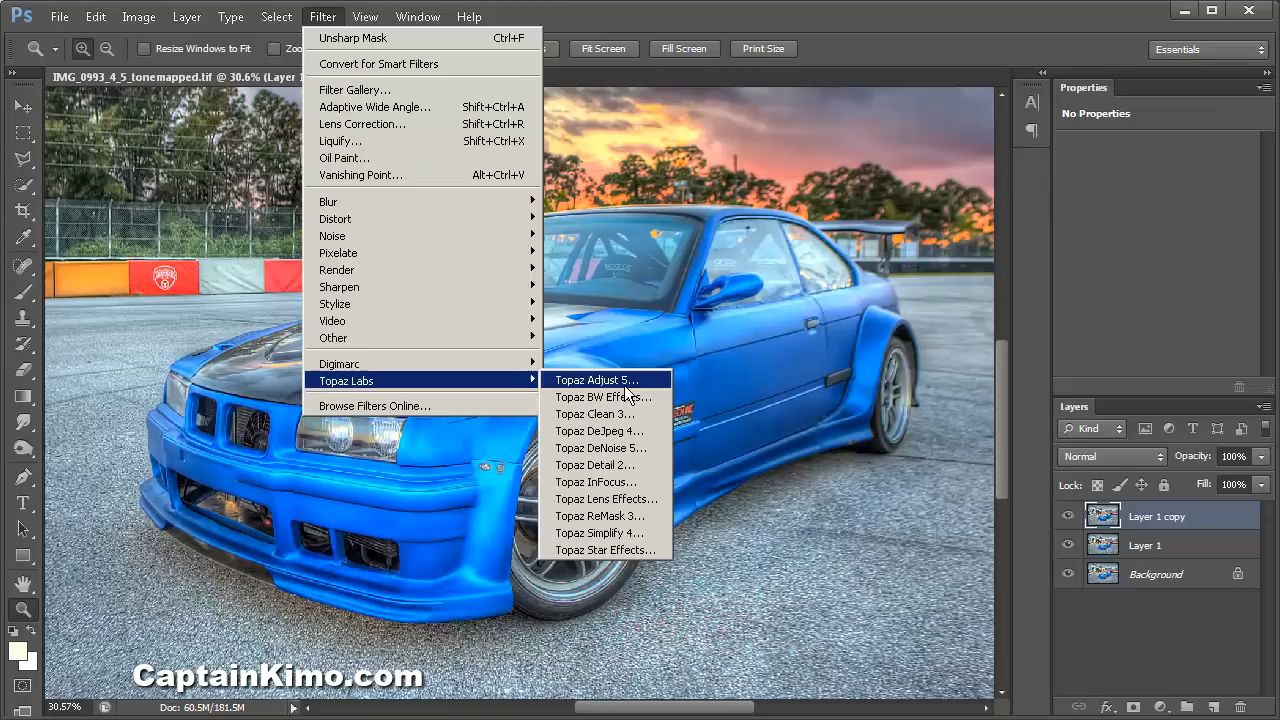 Ps File Edit Image Layer Type Select Filter View Window Help
Resize Windows to Fit Fit Screen Fill Screen Print Size Essentials
IMG_0993_4_5_tonemapped.tif @ 30.6% (Layer 1
Unsharp Mask Ctrl+F
Convert for Smart Filters
Filter Gallery...
Adaptive Wide Angle... Shift+Ctrl+A
Lens Correction... Shift+Ctrl+R
Liquify... Shift+Ctrl+X
Oil Paint...
Vanishing Point... Alt+Ctrl+V
Blur
Distort
Noise
Pixelate
Render
Sharpen
Stylize
Video
Other
Digimarc
Topaz Labs
Browse Filters Online...
Topaz Adjust 5...
Topaz BW Effects...
Topaz Clean 3...
Topaz DeJpeg 4...
Topaz DeNoise 5...
Topaz Detail 2...
Topaz InFocus...
Topaz Lens Effects...
Topaz ReMask 3...
Topaz Simplify 4...
Topaz Star Effects...
Properties
No Properties
Layers
Kind
Normal Opacity: 100%
Lock: Fill: 100%
Layer 1 copy
Layer 1
Background
CaptainKimo.com
30.57% Doc: 60.5M/181.5M